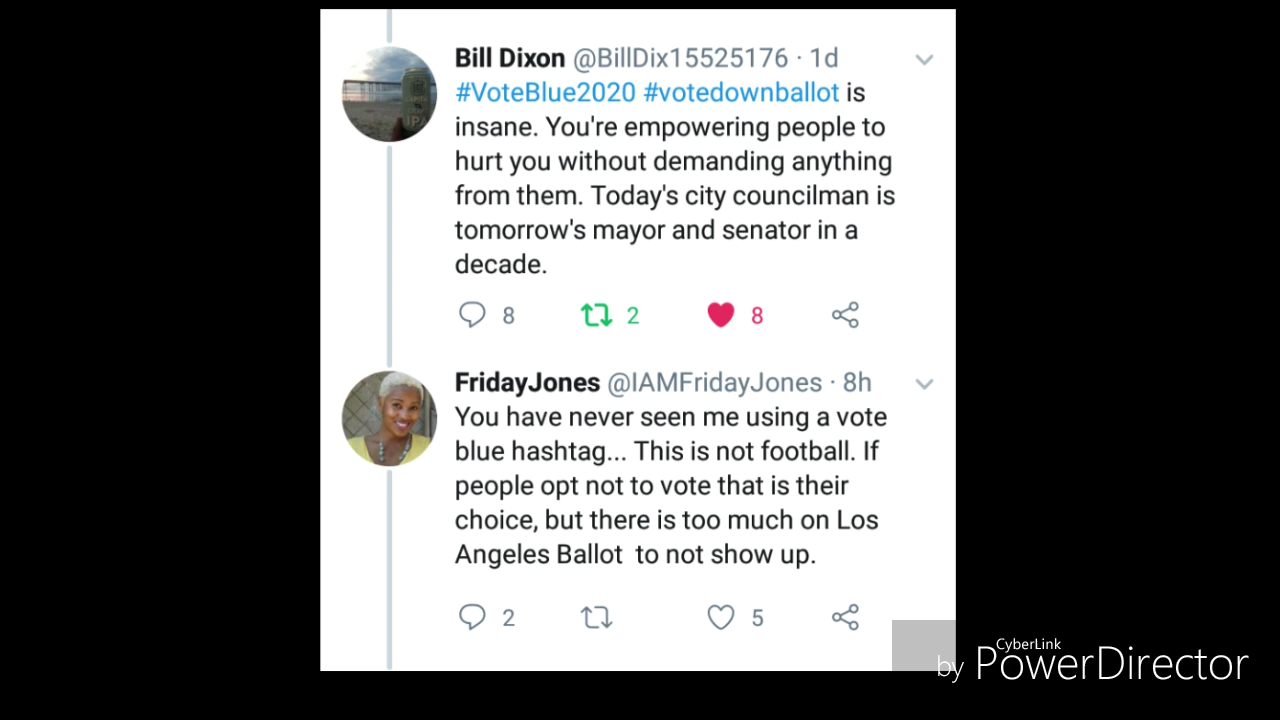 Bill Dixon @BillDix15525176 · 1d
#VoteBlue2020 #votedownballot is
insane. You're empowering people to
hurt you without demanding anything
from them. Today's city councilman is
tomorrow's mayor and senator in a
decade.
8 2 8
FridayJones @IAMFridayJones · 8h
You have never seen me using a vote
blue hashtag... This is not football. If
people opt not to vote that is their
choice, but there is too much on Los
Angeles Ballot to not show up.
2 5
CyberLink
by PowerDirector